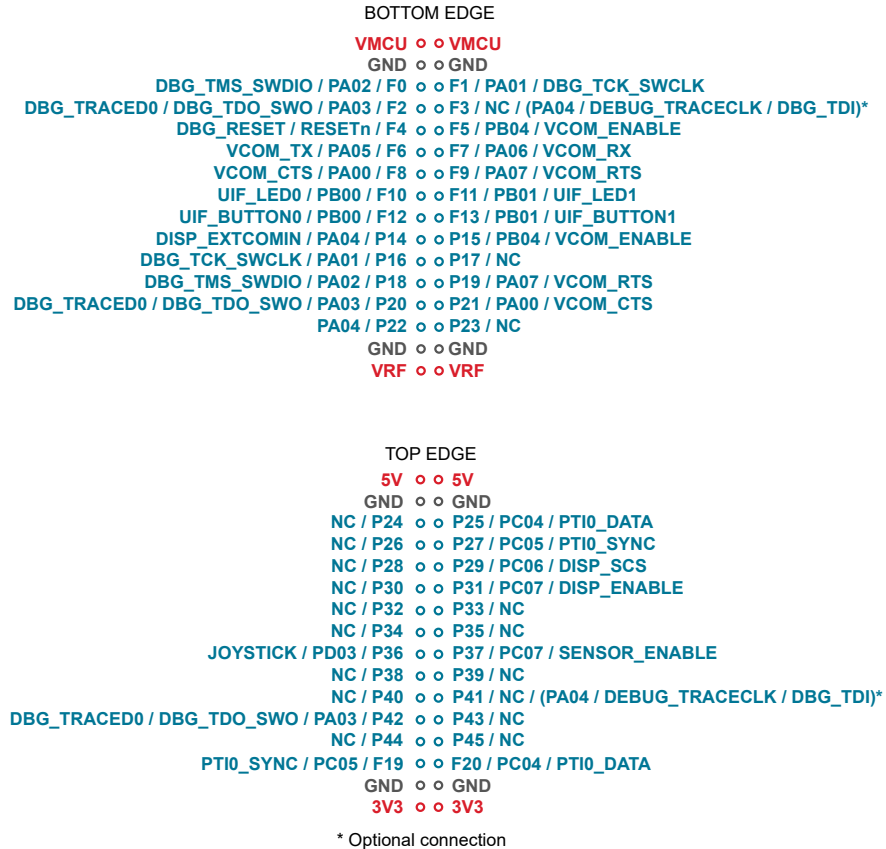 BOTTOM EDGE
VMCU VMCU
GND GND
DBG_TMS_SWDIO / PA02 / F0 F1 / PA01 / DBG_TCK_SWCLK
DBG_TRACED0 / DBG_TDO_SWO / PA03 / F2 F3 / NC / (PA04 / DEBUG_TRACECLK / DBG_TDI)*
DBG_RESET / RESETn / F4 F5 / PB04 / VCOM_ENABLE
VCOM_TX / PA05 / F6 F7 / PA06 / VCOM_RX
VCOM_CTS / PA00 / F8 F9 / PA07 / VCOM_RTS
UIF_LED0 / PB00 / F10 F11 / PB01 / UIF_LED1
UIF_BUTTON0 / PB00 / F12 F13 / PB01 / UIF_BUTTON1
DISP_EXTCOMIN / PA04 / P14 P15 / PB04 / VCOM_ENABLE
DBG_TCK_SWCLK / PA01 / P16 P17 / NC
DBG_TMS_SWDIO / PA02 / P18 P19 / PA07 / VCOM_RTS
DBG_TRACED0 / DBG_TDO_SWO / PA03 / P20 P21 / PA00 / VCOM_CTS
PA04 / P22 P23 / NC
GND GND
VRF VRF
TOP EDGE
5V 5V
GND GND
NC / P24 P25 / PC04 / PTI0_DATA
NC / P26 P27 / PC05 / PTI0_SYNC
NC / P28 P29 / PC06 / DISP_SCS
NC / P30 P31 / PC07 / DISP_ENABLE
NC / P32 P33 / NC
NC / P34 P35 / NC
JOYSTICK / PD03 / P36 P37 / PC07 / SENSOR_ENABLE
NC / P38 P39 / NC
NC / P40 P41 / NC / (PA04 / DEBUG_TRACECLK / DBG_TDI)*
DBG_TRACED0 / DBG_TDO_SWO / PA03 / P42 P43 / NC
NC / P44 P45 / NC
PTI0_SYNC / PC05 / F19 F20 / PC04 / PTI0_DATA
GND GND
3V3 3V3
* Optional connection